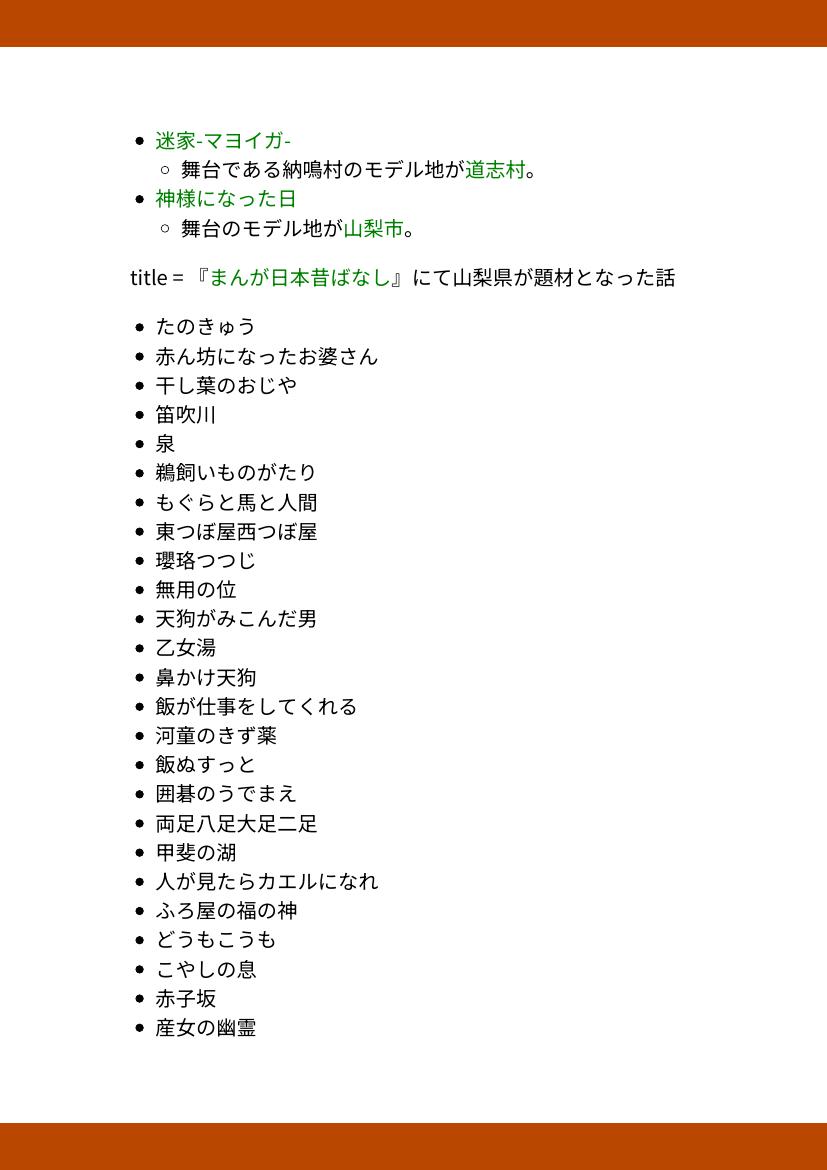 迷家-マヨイガ-
舞台である納鳴村のモデル地が道志村。
神様になった日
舞台のモデル地が山梨市。
title = 『まんが日本昔ばなし』にて山梨県が題材となった話
たのきゅう
赤ん坊になったお婆さん
干し葉のおじや
笛吹川
泉
鵜飼いものがたり
もぐらと馬と人間
東つぼ屋西つぼ屋
瓔珞つつじ
無用の位
天狗がみこんだ男
乙女湯
鼻かけ天狗
飯が仕事をしてくれる
河童のきず薬
飯ぬすっと
囲碁のうでまえ
両足八足大足二足
甲斐の湖
人が見たらカエルになれ
ふろ屋の福の神
どうもこうも
こやしの息
赤子坂
産女の幽霊